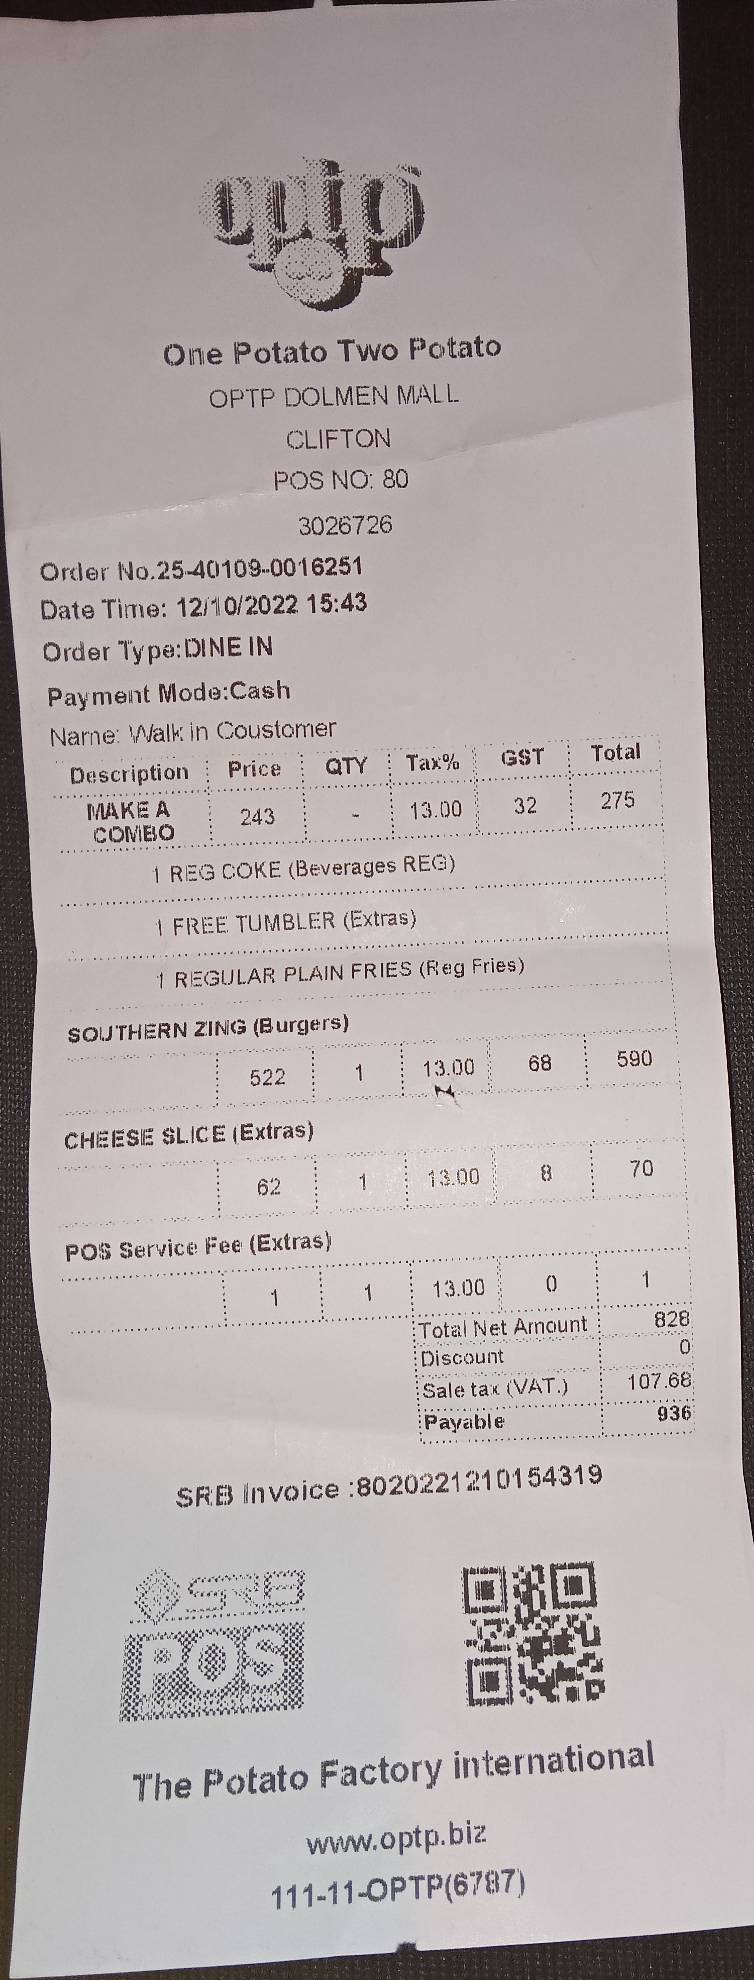 optp
One Potato Two Potato
OPTP DOLMEN MALL
CLIFTON
POS NO: 80
3026726
Order No.25-40109-0016251
Date Time: 12/10/2022 15:43
Order Type:DINE IN
Payment Mode:Cash
Name: Walk in Coustomer
Description Price QTY Tax% GST Total
MAKE A COMBO 243 - 13.00 32 275
1 REG COKE (Beverages REG)
1 FREE TUMBLER (Extras)
1 REGULAR PLAIN FRIES (Reg Fries)
SOUTHERN ZING (Burgers)
522 1 13.00 68 590
CHEESE SLICE (Extras)
62 1 13.00 8 70
POS Service Fee (Extras)
1 1 13.00 0 1
Total Net Amount 828
Discount 0
Sale tax (VAT.) 107.68
Payable 936
SRB Invoice :8020221210154319
SRB
POS
The Potato Factory international
www.optp.biz
111-11-OPTP(6787)